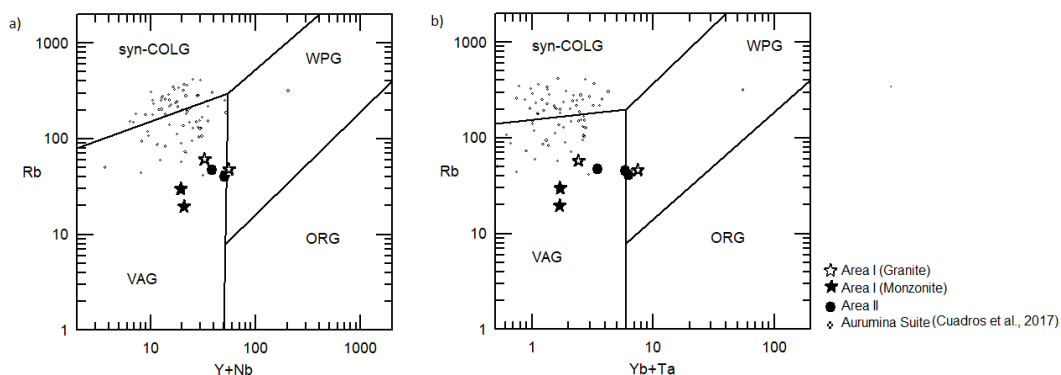 a)
1000
100
10
1
Rb
syn-COLG
WPG
VAG
ORG
10
100
1000
Y+Nb
b)
1000
100
10
1
Rb
syn-COLG
WPG
VAG
ORG
1
10
100
Yb+Ta
Area I (Granite)
Area I (Monzonite)
Area II
Aurumina Suite (Cuadros et al., 2017)